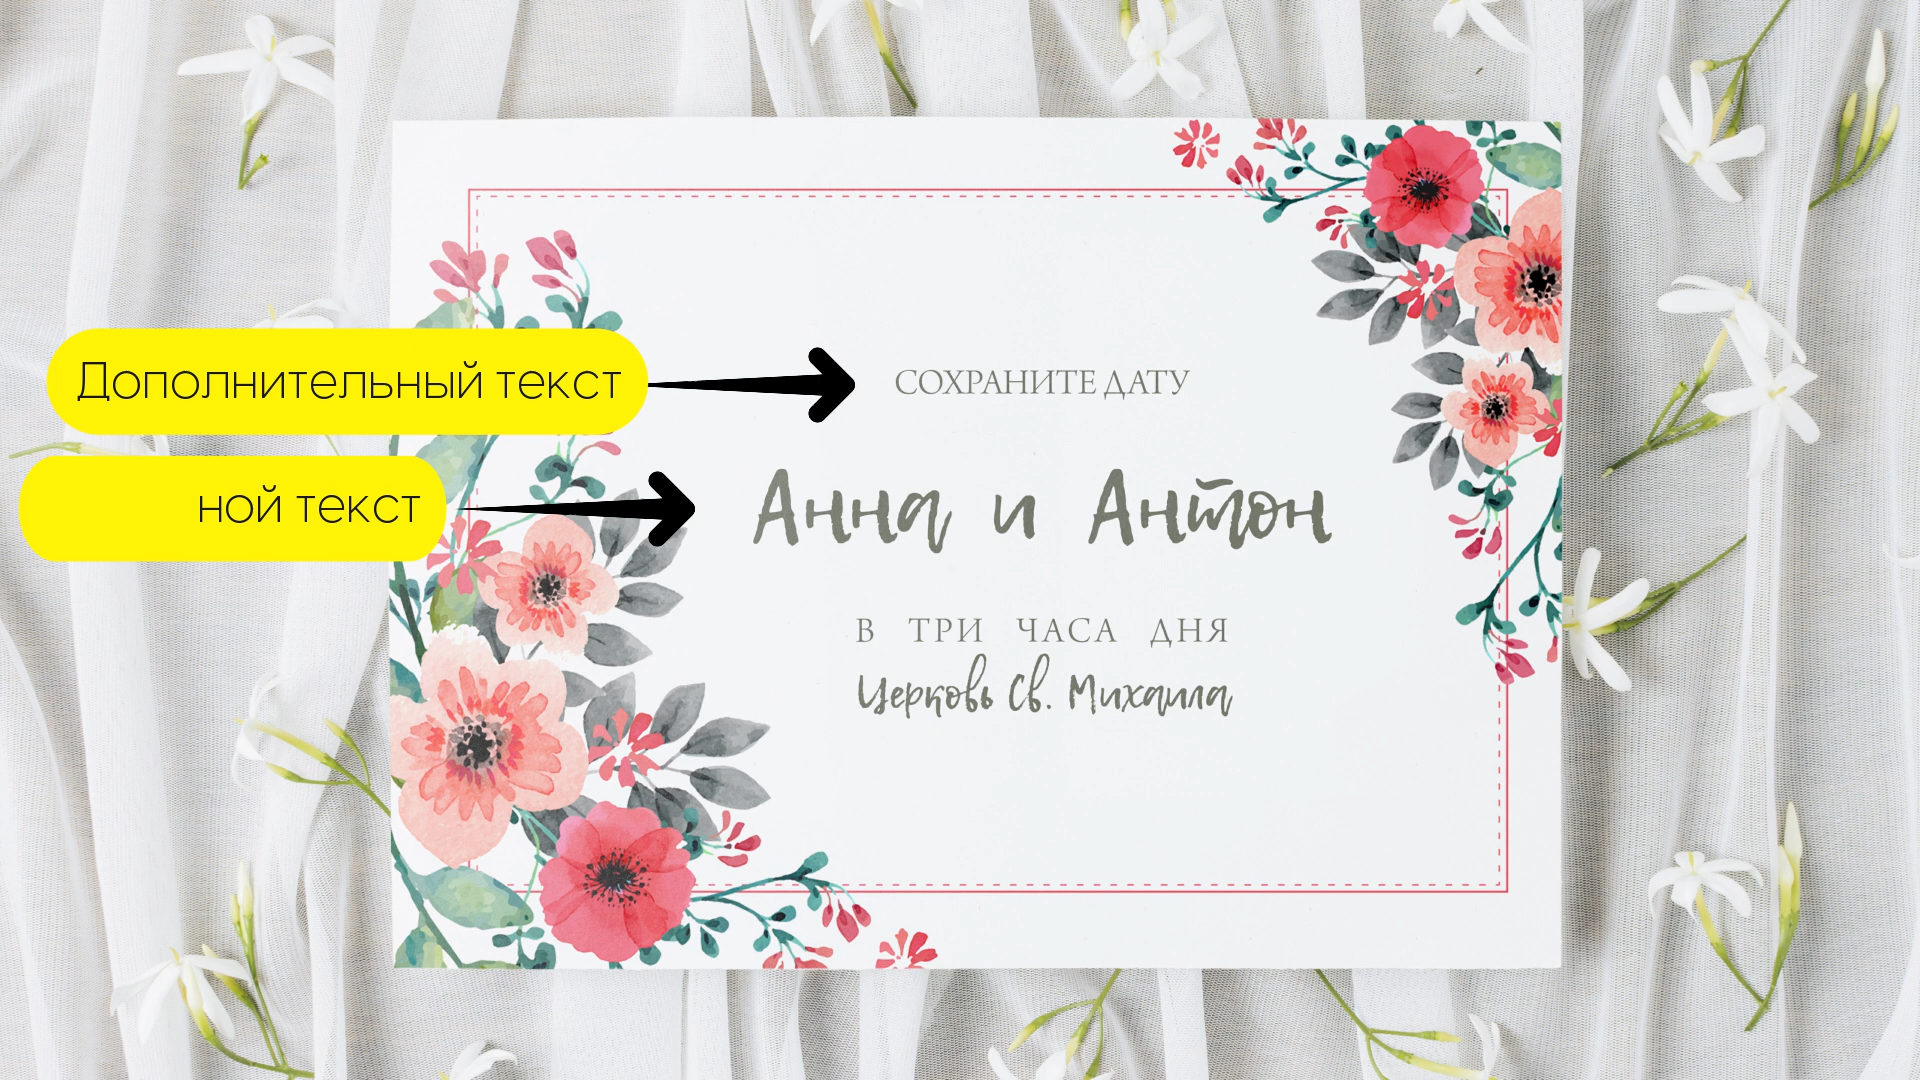 Дополнительный текст
СОХРАНИТЕ ДАТУ
ной текст
Анна и Антон
В ТРИ ЧАСА ДНЯ
Церковь Св. Михаила